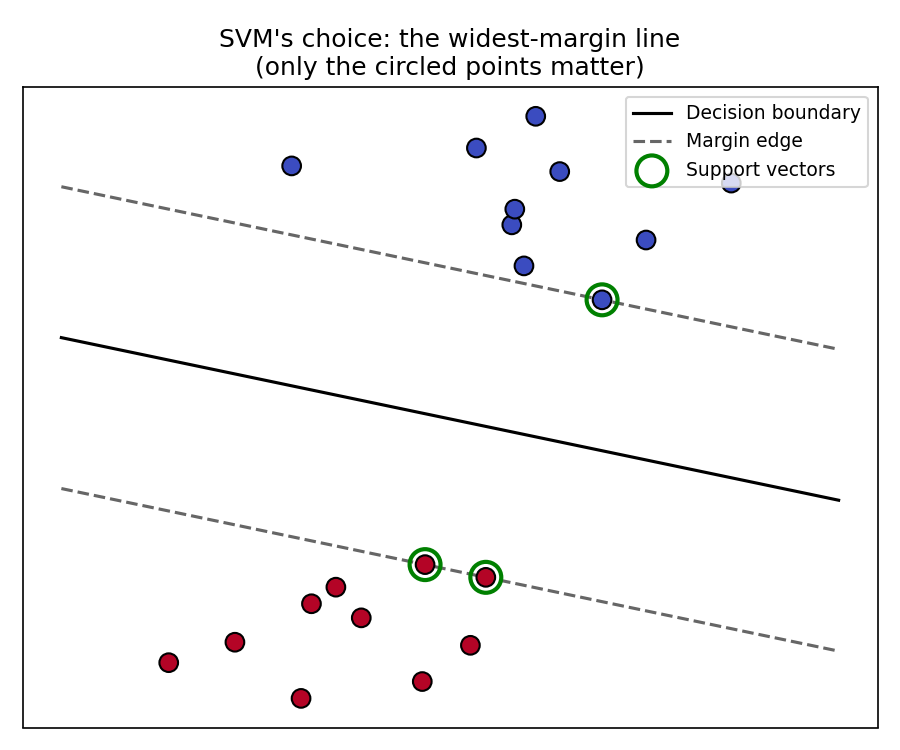 SVM's choice: the widest-margin line
(only the circled points matter)
Decision boundary
Margin edge
Support vectors